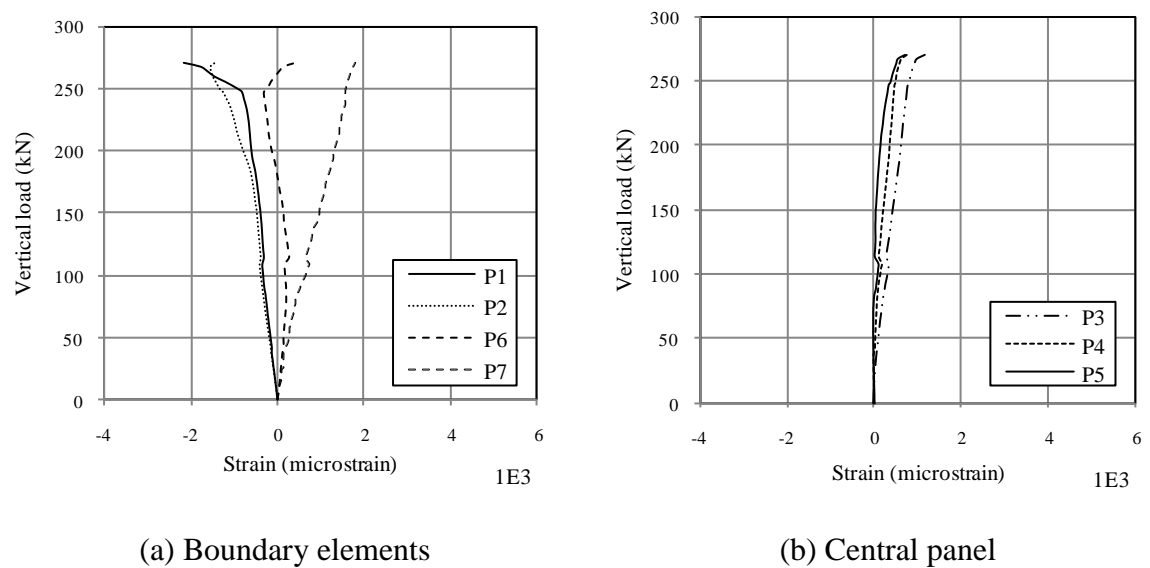 300
250
200
150
100
50
0
Vertical load (kN)
P1
P2
P6
P7
-4 -2 0 2 4 6
Strain (microstrain)
1E3
(a) Boundary elements
300
250
200
150
100
50
0
Vertical load (kN)
P3
P4
P5
-4 -2 0 2 4 6
Strain (microstrain)
1E3
(b) Central panel